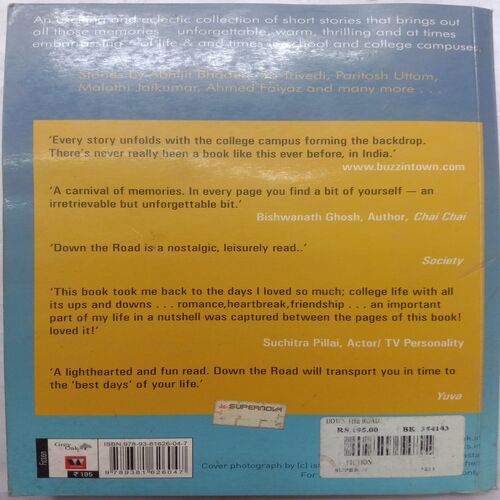 An exciting and eclectic collection of short stories that brings out
all those memories - unforgettable, warm, thrilling and at times
embarrassing of life & and times in school and college campuses,
Stories by Abhijit Bhaduri, Trivedi, Paritosh Uttam,
Malathi Jaikumar, Ahmed Faiyaz and many more . . .
'Every story unfolds with the college campus forming the backdrop.
There's never really been a book like this ever before, in India.'
www.buzzintown.com
'A carnival of memories. In every page you find a bit of yourself — an
irretrievable but unforgettable bit.'
Bishwanath Ghosh, Author, Chai Chai
'Down the Road is a nostalgic, leisurely read..'
Society
'This book took me back to the days I loved so much; college life with all
its ups and downs . . . romance,heartbreak,friendship . . . an important
part of my life in a nutshell was captured between the pages of this book! I
loved it!'
Suchitra Pillai, Actor/ TV Personality
'A lighthearted and fun read. Down the Road will transport you in time to
the 'best days' of your life.'
Yuva
SUPERNOVA
Fiction
Grey Oak
₹ 195
ISBN 978-93-81626-04-7
9 789381 626047
DOWN THE ROAD
RS.195.00 BK 354143
FICTION
Cover photograph by (c) ist
For